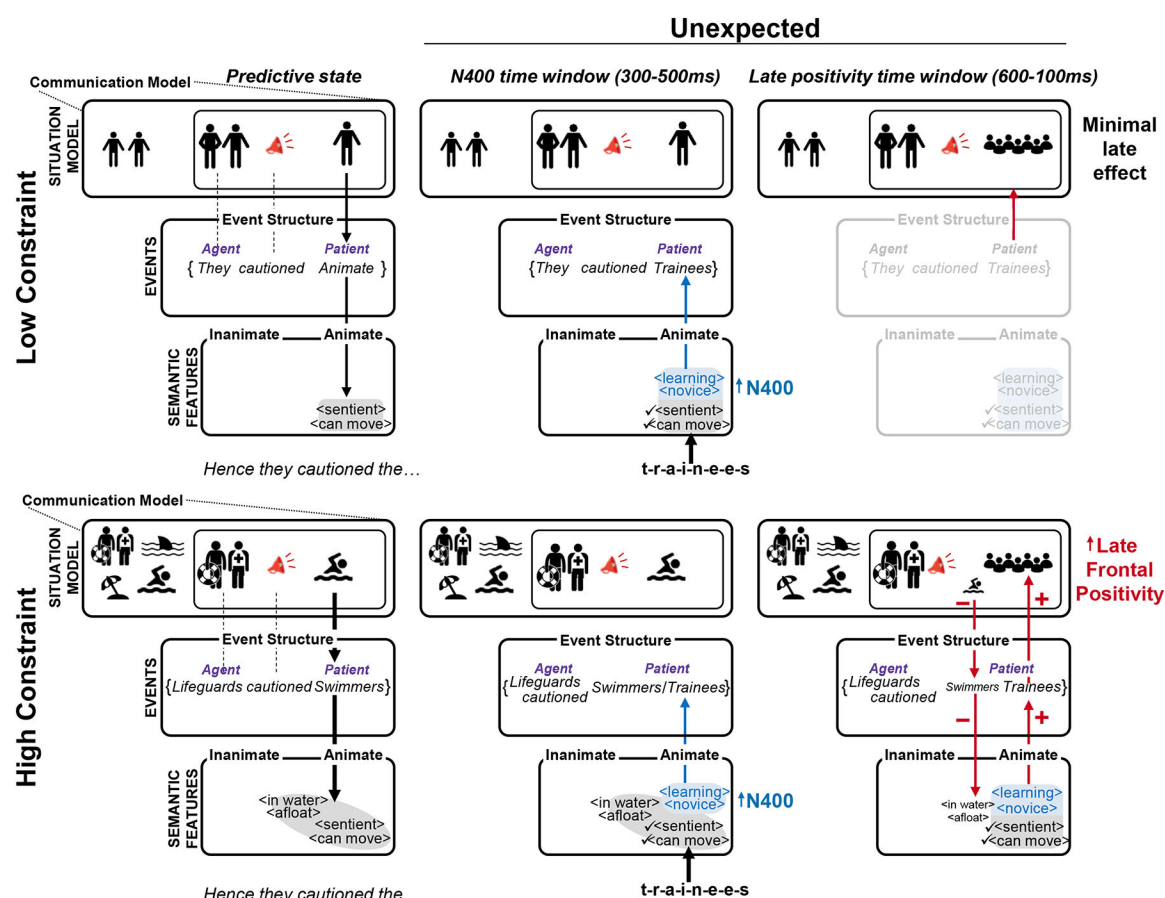 Unexpected
Communication Model
Predictive state
N400 time window (300-500ms)
Late positivity time window (600-100ms)
Low Constraint
SITUATION
MODEL
Minimal
late
effect
EVENTS
Event Structure
Agent Patient
{ They cautioned Animate }
Event Structure
Agent Patient
{They cautioned Trainees}
Event Structure
Agent Patient
{They cautioned Trainees}
SEMANTIC
FEATURES
Inanimate Animate
<sentient>
<can move>
Inanimate Animate
<learning>
<novice>
✓<sentient>
✓<can move>
↑N400
t-r-a-i-n-e-e-s
Inanimate Animate
<learning>
<novice>
✓<sentient>
✓<can move>
Hence they cautioned the…
Communication Model
High Constraint
SITUATION
MODEL
− +
↑Late
Frontal
Positivity
EVENTS
Event Structure
Agent Patient
{Lifeguards cautioned Swimmers}
Event Structure
Agent Patient
{Lifeguards
cautioned Swimmers/Trainees}
Event Structure
Agent Patient
{Lifeguards
cautioned Swimmers Trainees}
− +
SEMANTIC
FEATURES
Inanimate Animate
<in water>
<afloat>
<sentient>
<can move>
Inanimate Animate
<learning>
<novice>
<in water>
<afloat>
✓<sentient>
✓<can move>
↑N400
t-r-a-i-n-e-e-s
Inanimate Animate
<in water>
<afloat>
<learning>
<novice>
✓<sentient>
✓<can move>
Hence they cautioned the